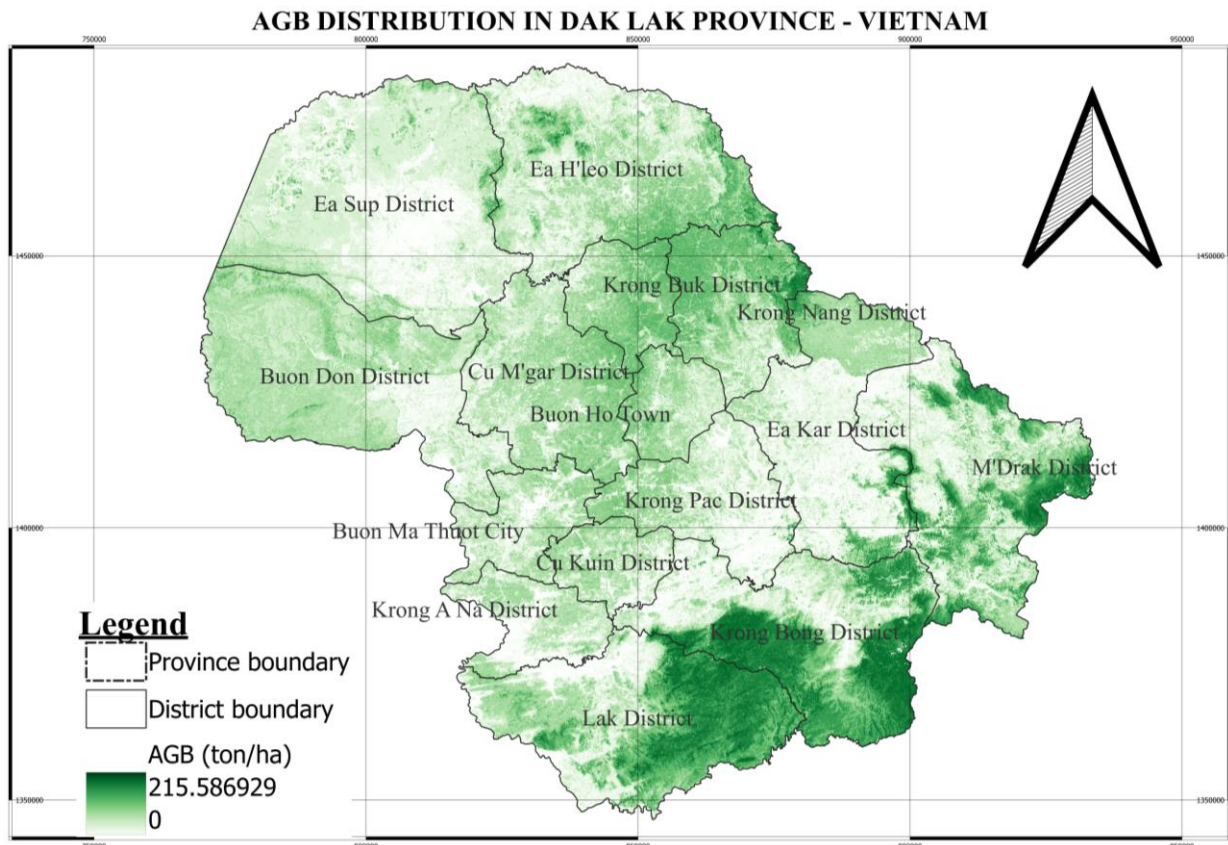 AGB DISTRIBUTION IN DAK LAK PROVINCE - VIETNAM
750000
800000
850000
900000
950000
Ea H'leo District
Ea Sup District
1450000
1450000
Krong Buk District
Krong Nang District
Buon Don District
Cu M'gar District
Buon Ho Town
Ea Kar District
M'Drak District
Krong Pac District
1400000
Buon Ma Thuot City
1400000
Cu Kuin District
Krong A Na District
Krong Bong District
Legend
Province boundary
District boundary
Lak District
AGB (ton/ha)
215.586929
0
1350000
1350000